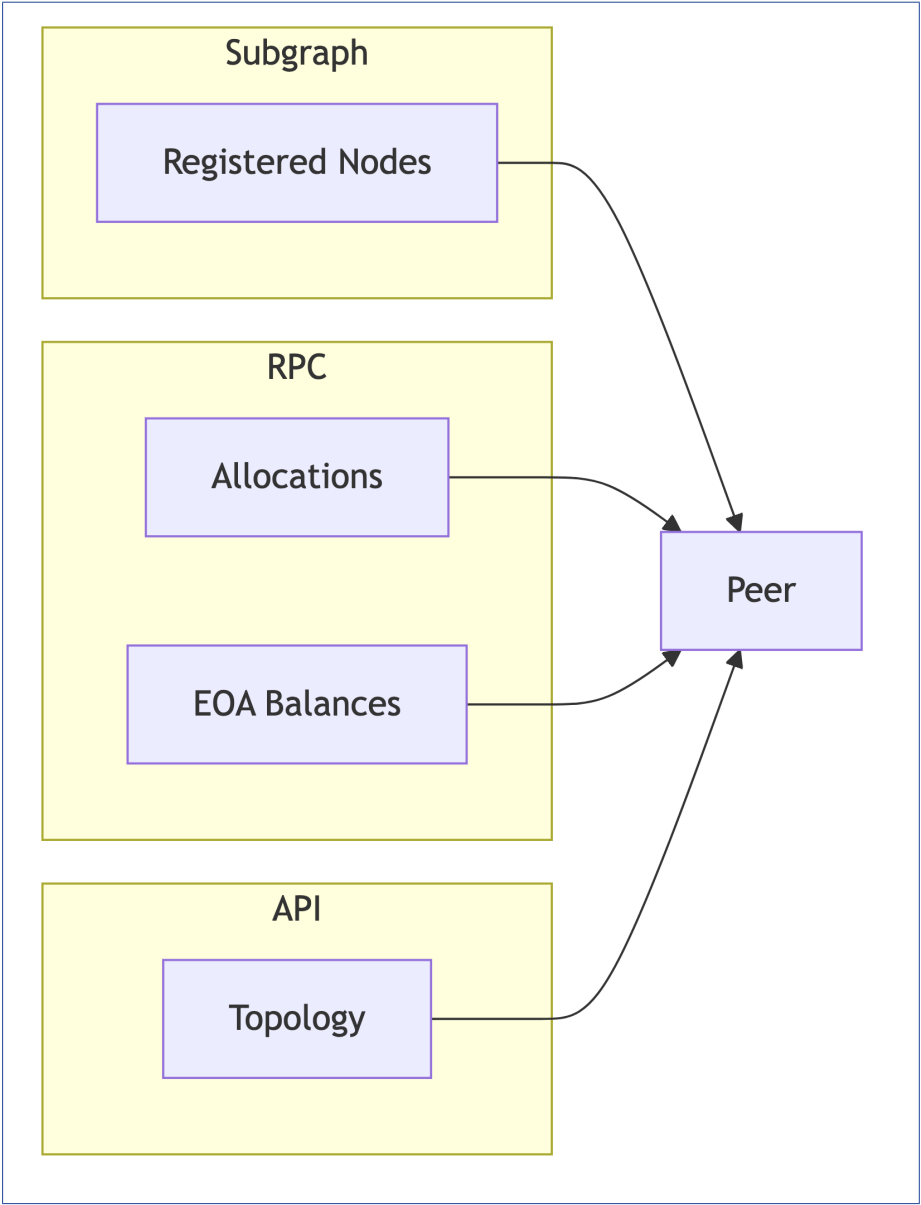 Subgraph
Registered Nodes
RPC
Allocations
Peer
EOA Balances
API
Topology